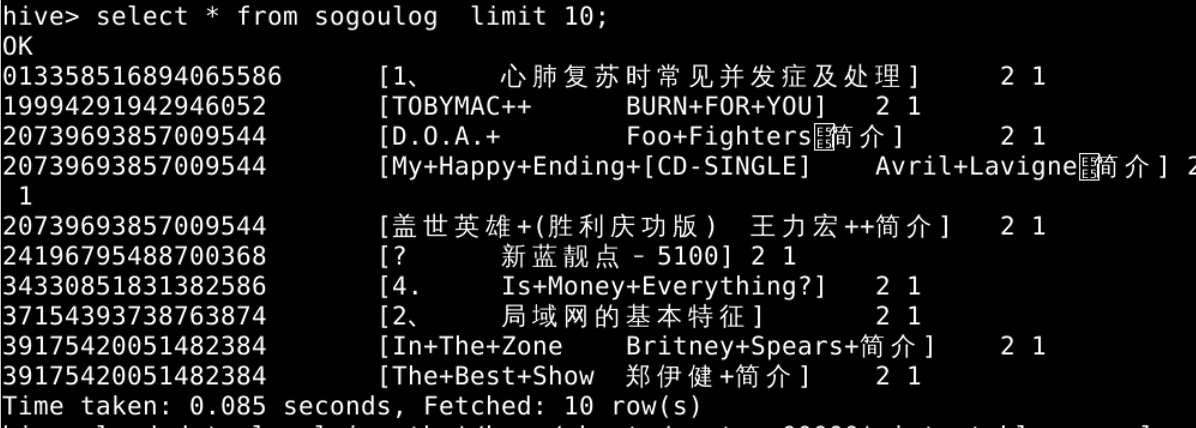 hive> select * from sogoulog  limit 10;
OK
013358516894065586 [1、 心肺复苏时常见并发症及处理] 2 1
19994291942946052 [TOBYMAC++ BURN+FOR+YOU] 2 1
20739693857009544 [D.O.A.+ Foo+Fighters简介] 2 1
20739693857009544 [My+Happy+Ending+[CD-SINGLE] Avril+Lavigne简介] 2
1
20739693857009544 [盖世英雄+(胜利庆功版) 王力宏++简介] 2 1
24196795488700368 [? 新蓝靓点-5100] 2 1
34330851831382586 [4. Is+Money+Everything?] 2 1
37154393738763874 [2、 局域网的基本特征] 2 1
39175420051482384 [In+The+Zone Britney+Spears+简介] 2 1
39175420051482384 [The+Best+Show 郑伊健+简介] 2 1
Time taken: 0.085 seconds, Fetched: 10 row(s)